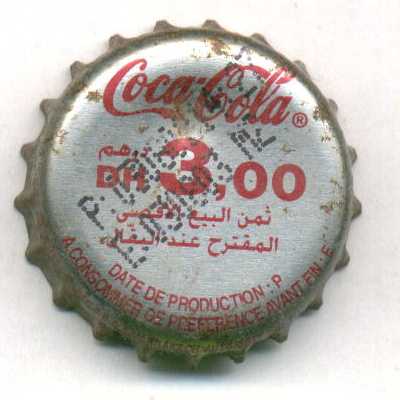 Coca-Cola®
درهم
DH 3,00
ثمن البيع الأقصى
المقترح عند البقال
DATE DE PRODUCTION : P
A CONSOMMER DE PREFERENCE AVANT FIN : E